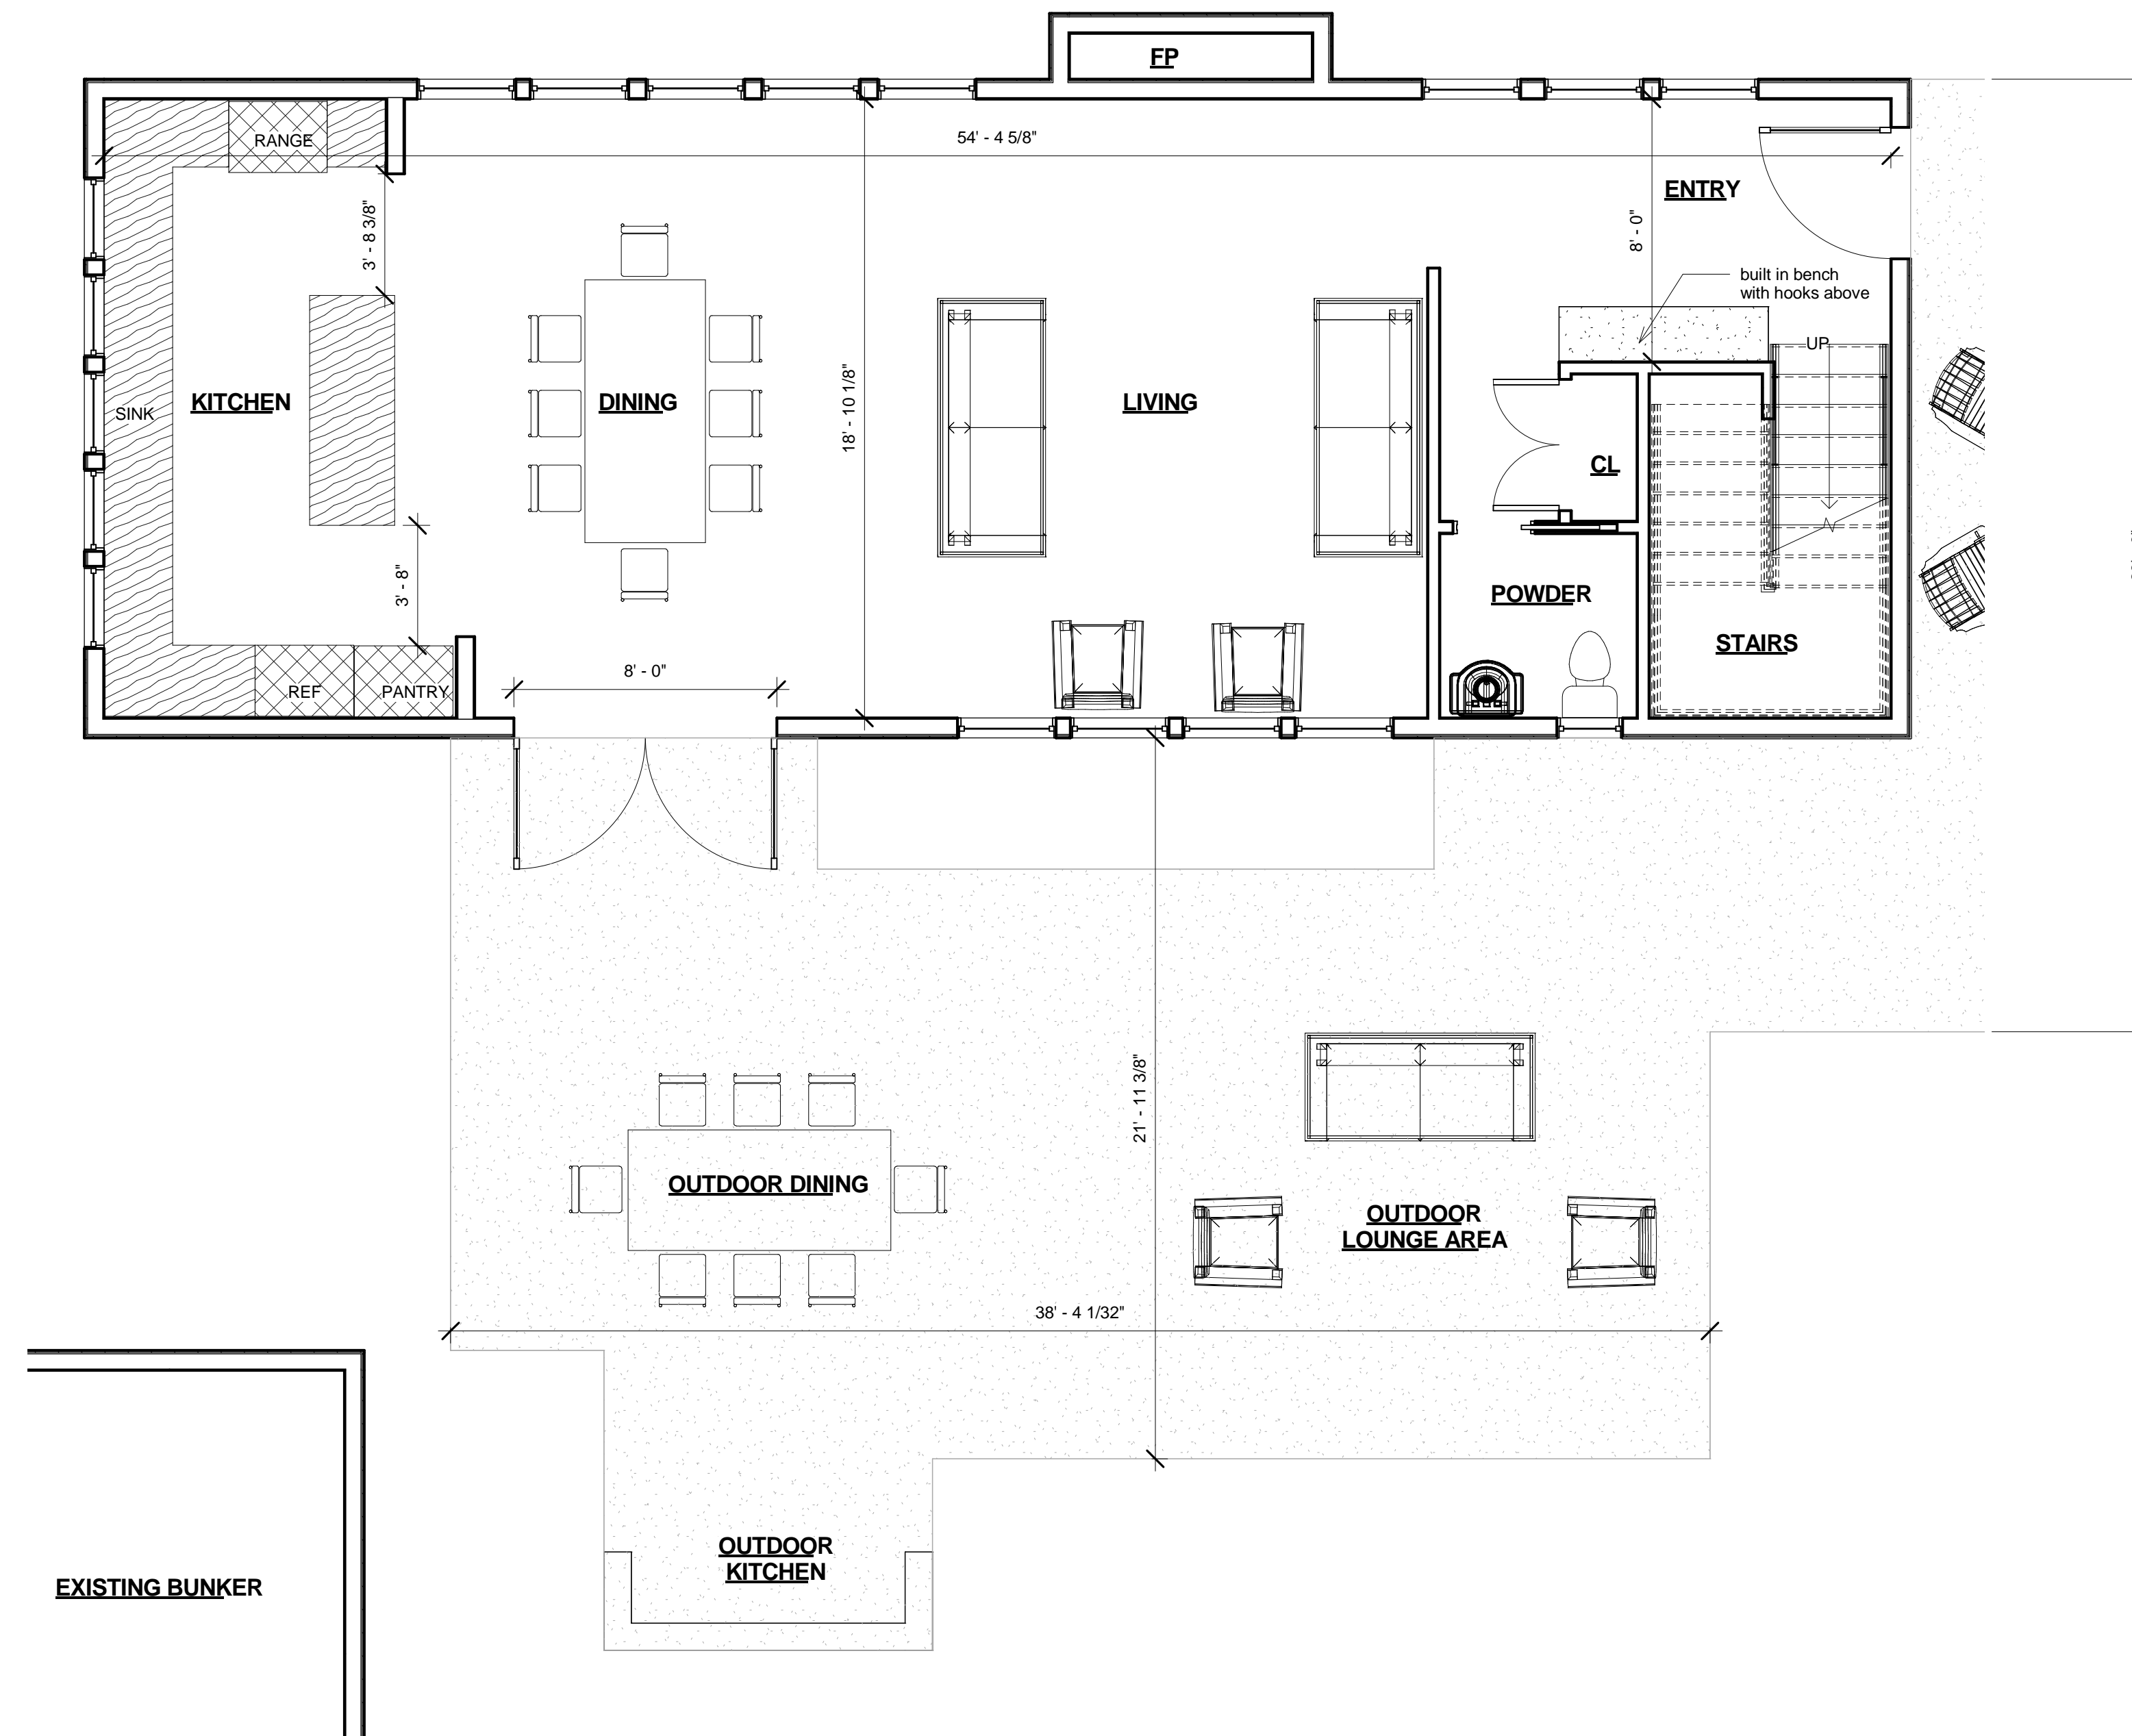 FP
RANGE
54' - 4 5/8"
ENTRY
3' - 8 3/8"
8' - 0"
built in bench
with hooks above
UP
KITCHEN
SINK
DINING
18' - 10 1/8"
LIVING
CL
3' - 8"
POWDER
STAIRS
REF
PANTRY
8' - 0"
21' - 11 3/8"
OUTDOOR DINING
OUTDOOR
LOUNGE AREA
38' - 4 1/32"
OUTDOOR
KITCHEN
EXISTING BUNKER